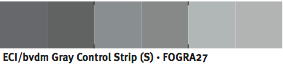 ECI/bvdm Gray Control Strip (S) • FOGRA27